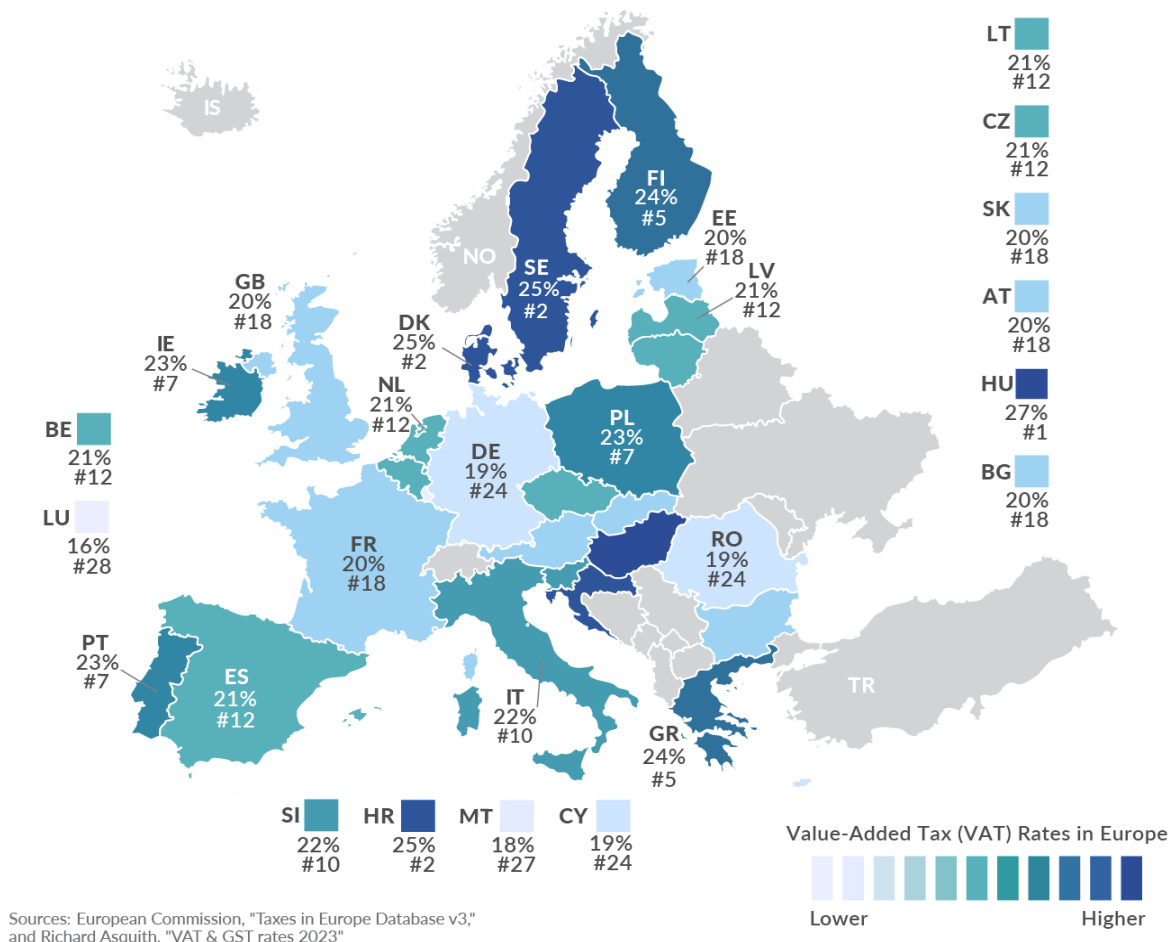 IS
NO
SE
25%
#2
FI
24%
#5
EE
20%
#18
LV
21%
#12
GB
20%
#18
IE
23%
#7
DK
25%
#2
NL
21%
#12
DE
19%
#24
PL
23%
#7
FR
20%
#18
RO
19%
#24
PT
23%
#7
ES
21%
#12
IT
22%
#10
GR
24%
#5
TR
BE
21%
#12
LU
16%
#28
LT
21%
#12
CZ
21%
#12
SK
20%
#18
AT
20%
#18
HU
27%
#1
BG
20%
#18
SI
22%
#10
HR
25%
#2
MT
18%
#27
CY
19%
#24
Value-Added Tax (VAT) Rates in Europe
Lower
Higher
Sources: European Commission, "Taxes in Europe Database v3,"
and Richard Asquith, "VAT & GST rates 2023"